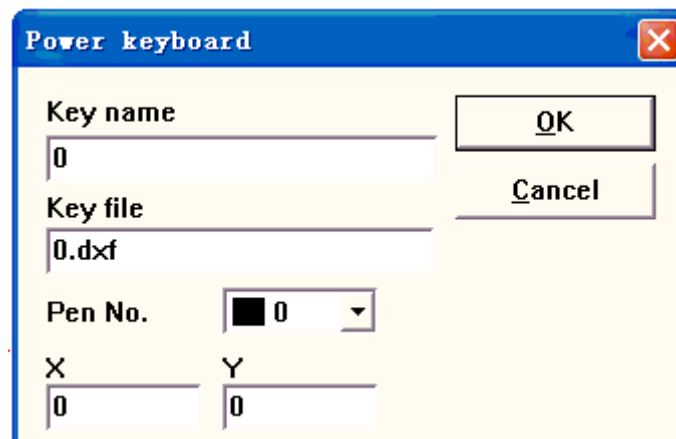 Power keyboard
Key name
OK
0
Cancel
Key file
0.dxf
Pen No. 0
X Y
0 0